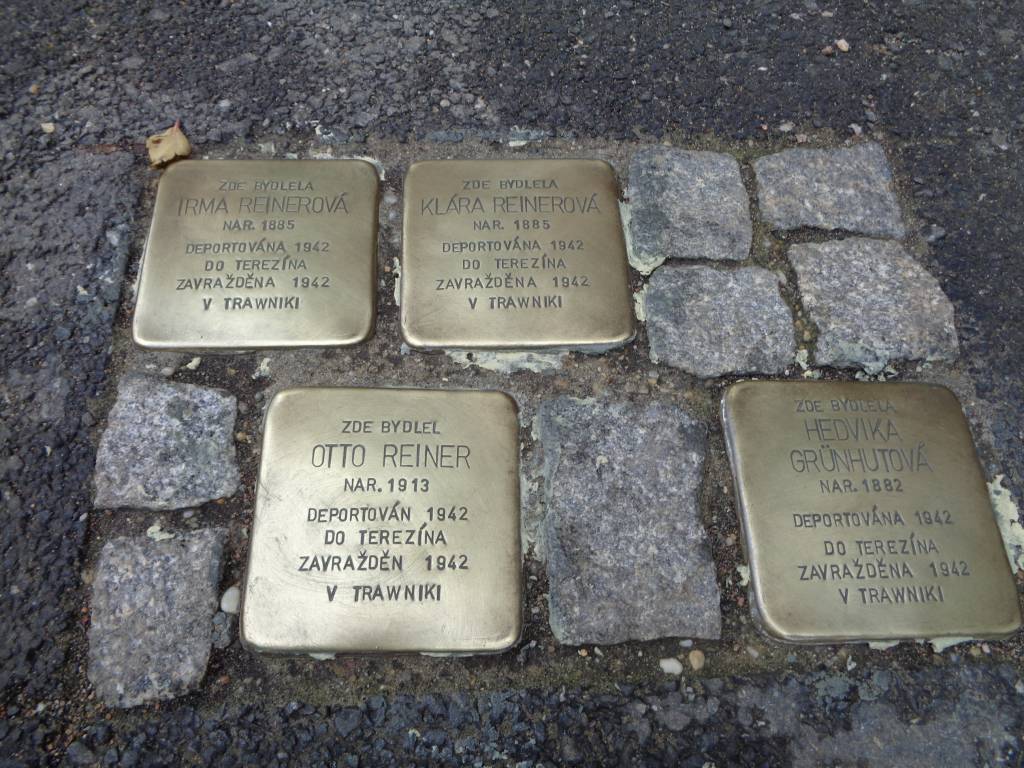 ZDE BYDLELA
IRMA REINEROVÁ
NAR. 1885
DEPORTOVÁNA 1942
DO TEREZÍNA
ZAVRAŽDĚNA 1942
V TRAWNIKI
ZDE BYDLELA
KLÁRA REINEROVÁ
NAR. 1885
DEPORTOVÁNA 1942
DO TEREZÍNA
ZAVRAŽDĚNA 1942
V TRAWNIKI
ZDE BYDLEL
OTTO REINER
NAR. 1913
DEPORTOVÁN 1942
DO TEREZÍNA
ZAVRAŽDĚN 1942
V TRAWNIKI
ZDE BYDLELA
HEDVIKA
GRÜNHUTOVÁ
NAR. 1882
DEPORTOVÁNA 1942
DO TEREZÍNA
ZAVRAŽDĚNA 1942
V TRAWNIKI